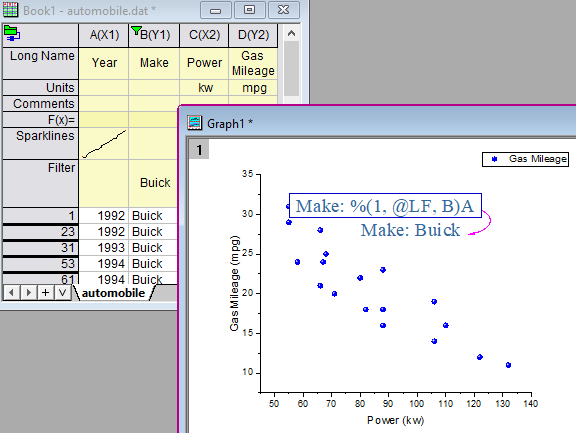 Book1 - automobile.dat *
A(X1) B(Y1) C(X2) D(Y2)
Long Name Year Make Power Gas Mileage
Units kw mpg
Comments
F(x)=
Sparklines
Filter Buick
1 1992 Buick
23 1992 Buick
31 1993 Buick
53 1994 Buick
61 1994 Buick
automobile
Graph1 *
1
Gas Mileage
Make: %(1, @LF, B)A
Make: Buick
Gas Mileage (mpg)
35
30
25
20
15
10
50 60 70 80 90 100 110 120 130 140
Power (kw)